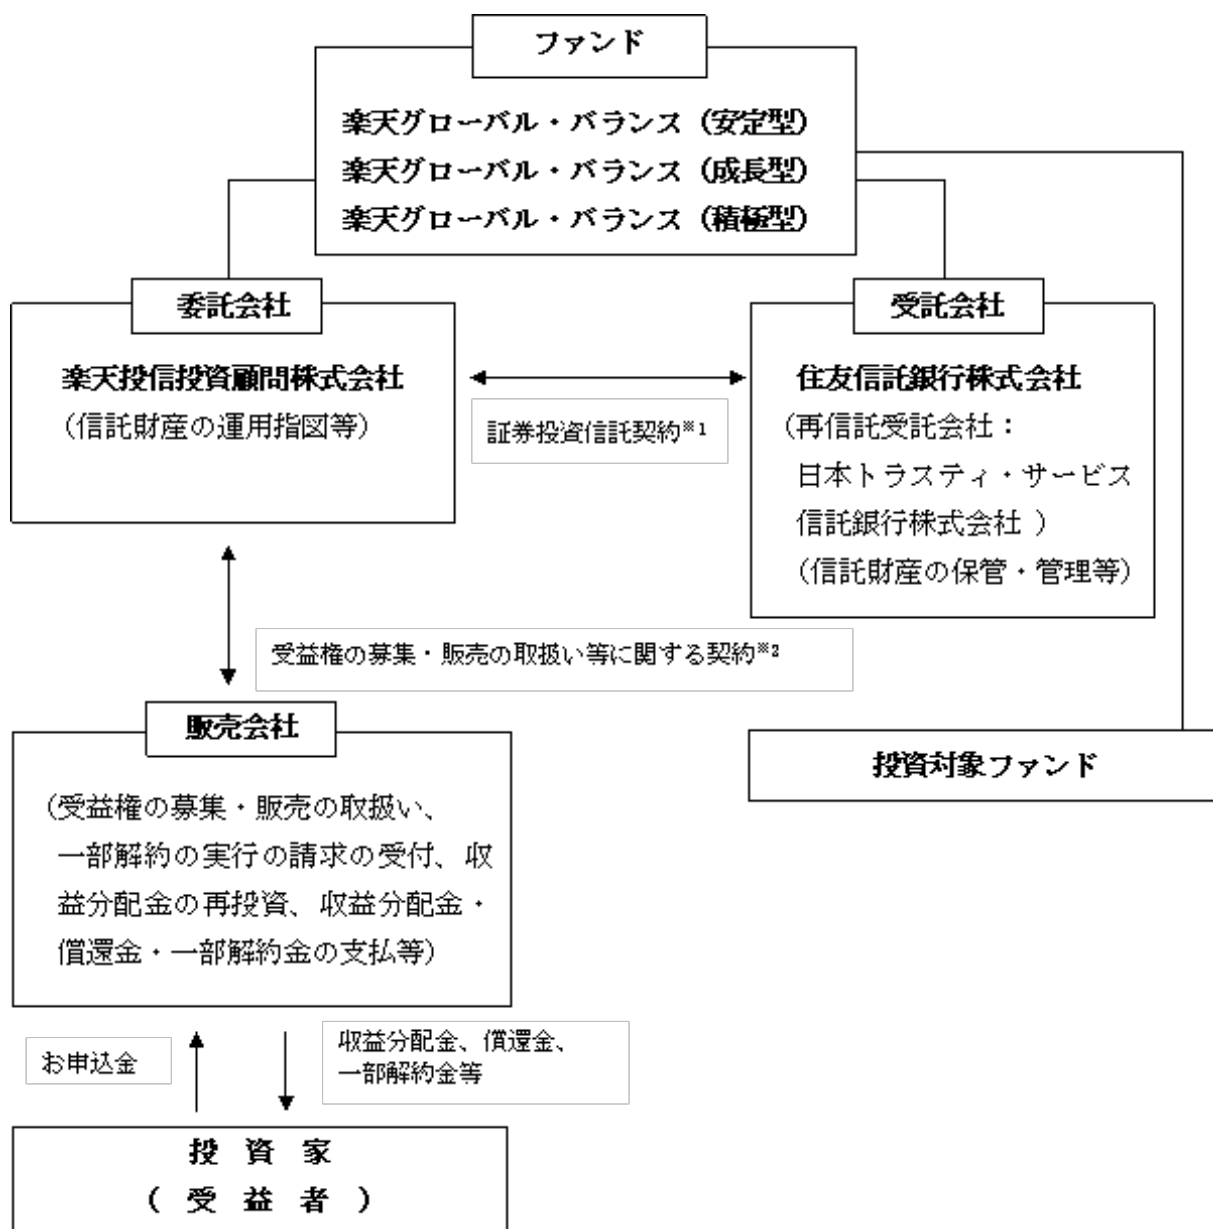 ファンド
楽天グローバル・バランス（安定型）
楽天グローバル・バランス（成長型）
楽天グローバル・バランス（積極型）
委託会社
楽天投信投資顧問株式会社
（信託財産の運用指図等）
証券投資信託契約※1
受託会社
住友信託銀行株式会社
（再信託受託会社：
日本トラスティ・サービス
信託銀行株式会社 ）
（信託財産の保管・管理等）
受益権の募集・販売の取扱い等に関する契約※2
販売会社
（受益権の募集・販売の取扱い、
一部解約の実行の請求の受付、収
益分配金の再投資、収益分配金・
償還金・一部解約金の支払等）
投資対象ファンド
お申込金
収益分配金、償還金、
一部解約金等
投 資 家
（ 受 益 者 ）